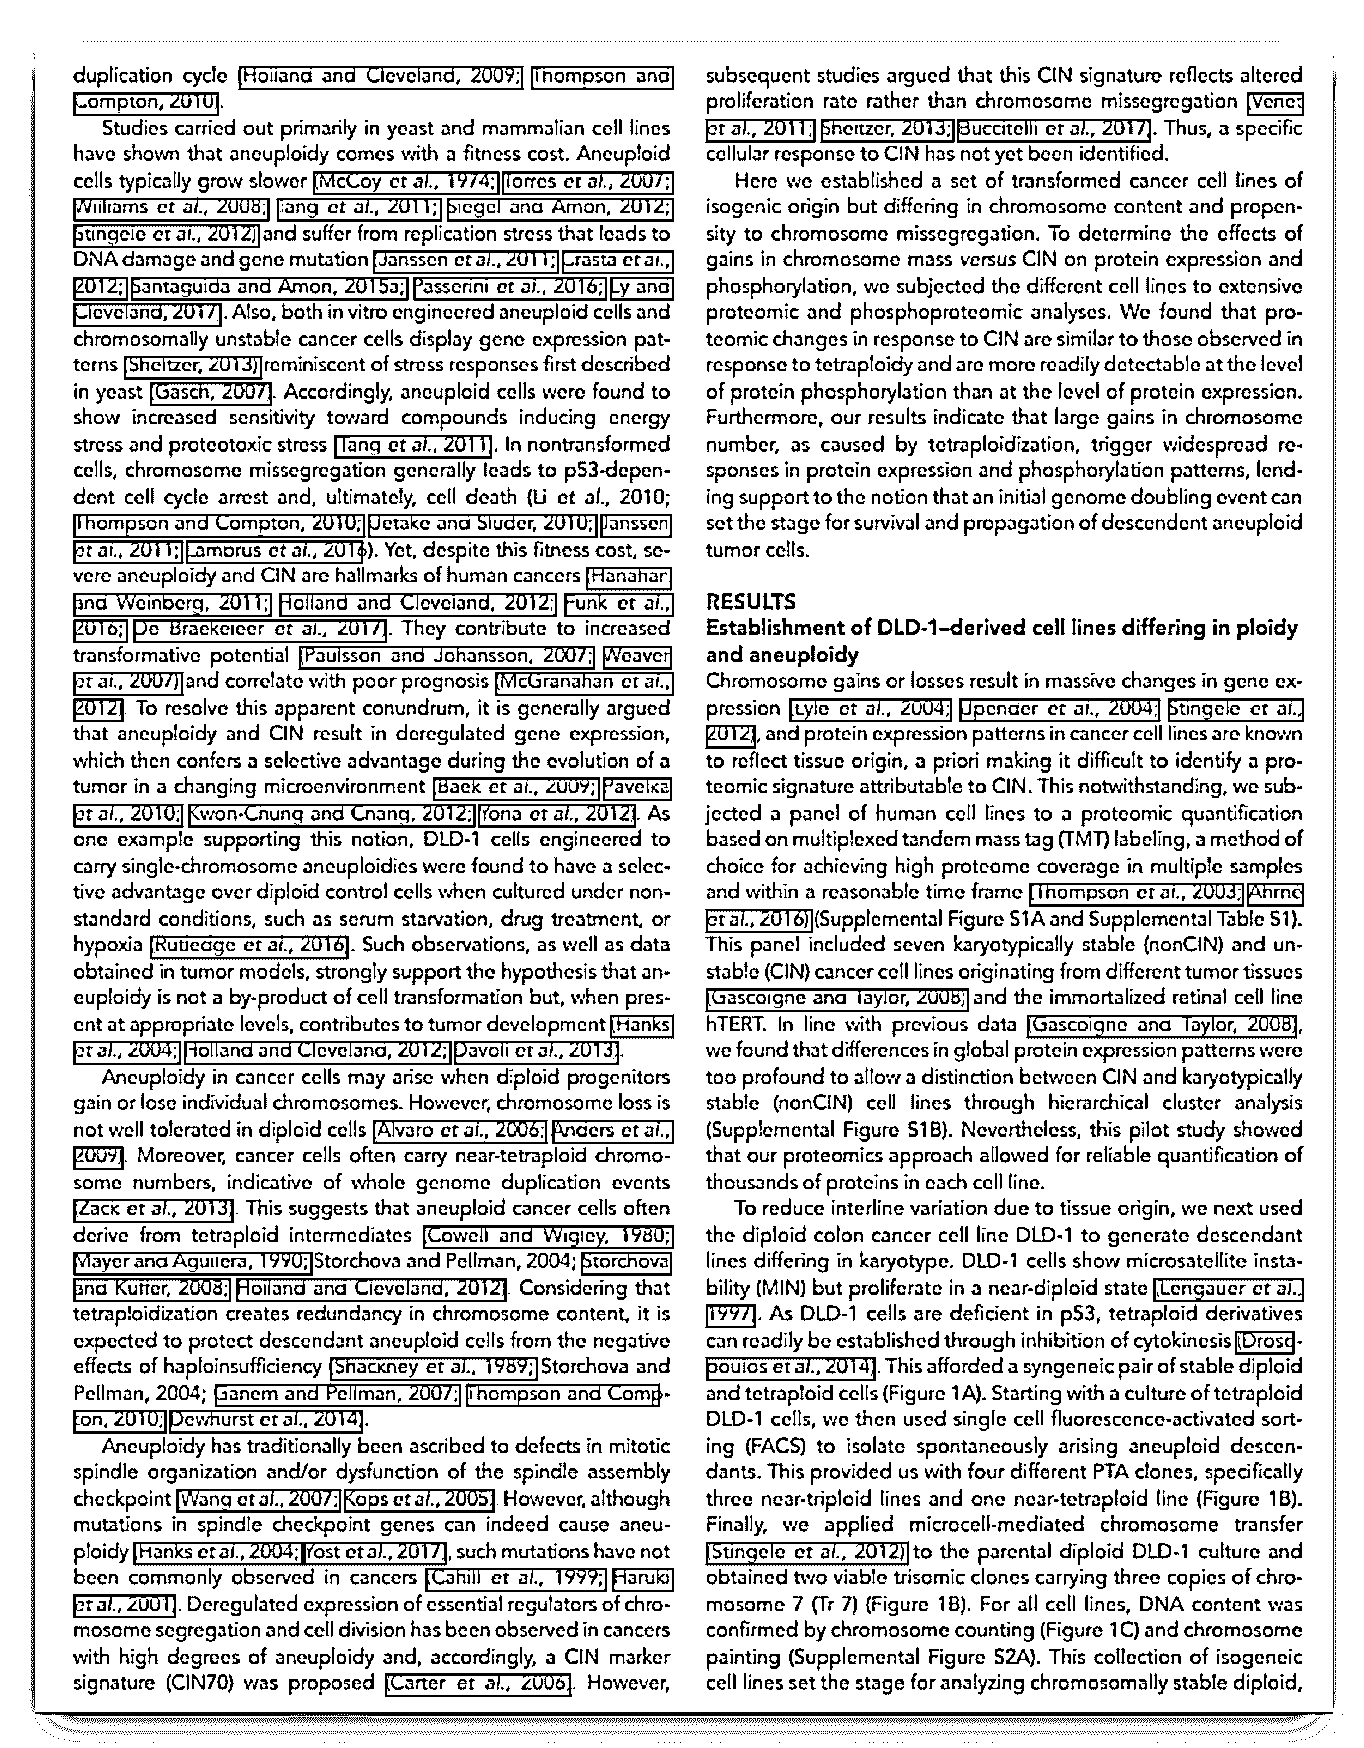 duplication cycle (Holland and Cleveland, 2009; Thompson and
Compton, 2010).
Studies carried out primarily in yeast and mammalian cell lines
have shown that aneuploidy comes with a fitness cost. Aneuploid
cells typically grow slower (McCoy et al., 1974; Torres et al., 2007;
Williams et al., 2008; Tang et al., 2011; Siegel and Amon, 2012;
Stingele et al., 2012) and suffer from replication stress that leads to
DNA damage and gene mutation (Janssen et al., 2011; Crasta et al.,
2012; Santaguida and Amon, 2015a; Passerini et al., 2016; Ly and
Cleveland, 2017). Also, both in vitro engineered aneuploid cells and
chromosomally unstable cancer cells display gene expression pat-
terns (Sheltzer, 2013) reminiscent of stress responses first described
in yeast (Gasch, 2007). Accordingly, aneuploid cells were found to
show increased sensitivity toward compounds inducing energy
stress and proteotoxic stress (Tang et al., 2011). In nontransformed
cells, chromosome missegregation generally leads to p53-depen-
dent cell cycle arrest and, ultimately, cell death (Li et al., 2010;
Thompson and Compton, 2010; Uetake and Sluder, 2010; Janssen
et al., 2011; Lambrus et al., 2016). Yet, despite this fitness cost, se-
vere aneuploidy and CIN are hallmarks of human cancers (Hanahan
and Weinberg, 2011; Holland and Cleveland, 2012; Funk et al.,
2016; De Braekeleer et al., 2017). They contribute to increased
transformative potential (Paulsson and Johansson, 2007; Weaver
et al., 2007) and correlate with poor prognosis (McGranahan et al.,
2012). To resolve this apparent conundrum, it is generally argued
that aneuploidy and CIN result in deregulated gene expression,
which then confers a selective advantage during the evolution of a
tumor in a changing microenvironment (Baek et al., 2009; Pavelka
et al., 2010; Kwon-Chung and Chang, 2012; Yona et al., 2012). As
one example supporting this notion, DLD-1 cells engineered to
carry single-chromosome aneuploidies were found to have a selec-
tive advantage over diploid control cells when cultured under non-
standard conditions, such as serum starvation, drug treatment, or
hypoxia (Rutledge et al., 2016). Such observations, as well as data
obtained in tumor models, strongly support the hypothesis that an-
euploidy is not a by-product of cell transformation but, when pres-
ent at appropriate levels, contributes to tumor development (Hanks
et al., 2004; Holland and Cleveland, 2012; Davoli et al., 2013).
Aneuploidy in cancer cells may arise when diploid progenitors
gain or lose individual chromosomes. However, chromosome loss is
not well tolerated in diploid cells (Alvaro et al., 2006; Anders et al.,
2009). Moreover, cancer cells often carry near-tetraploid chromo-
some numbers, indicative of whole genome duplication events
(Zack et al., 2013). This suggests that aneuploid cancer cells often
derive from tetraploid intermediates (Cowell and Wigley, 1980;
Mayer and Aguilera, 1990; Storchova and Pellman, 2004; Storchova
and Kuffer, 2008; Holland and Cleveland, 2012). Considering that
tetraploidization creates redundancy in chromosome content, it is
expected to protect descendant aneuploid cells from the negative
effects of haploinsufficiency (Shackney et al., 1989; Storchova and
Pellman, 2004; Ganem and Pellman, 2007; Thompson and Comp-
ton, 2010; Dewhurst et al., 2014).
Aneuploidy has traditionally been ascribed to defects in mitotic
spindle organization and/or dysfunction of the spindle assembly
checkpoint (Wang et al., 2007; Kops et al., 2005). However, although
mutations in spindle checkpoint genes can indeed cause aneu-
ploidy (Hanks et al., 2004; Yost et al., 2017), such mutations have not
been commonly observed in cancers (Cahill et al., 1999; Haruki
et al., 2001). Deregulated expression of essential regulators of chro-
mosome segregation and cell division has been observed in cancers
with high degrees of aneuploidy and, accordingly, a CIN marker
signature (CIN70) was proposed (Carter et al., 2006). However,
subsequent studies argued that this CIN signature reflects altered
proliferation rate rather than chromosome missegregation (Venet
et al., 2011; Sheltzer, 2013; Buccitelli et al., 2017). Thus, a specific
cellular response to CIN has not yet been identified.
Here we established a set of transformed cancer cell lines of
isogenic origin but differing in chromosome content and propen-
sity to chromosome missegregation. To determine the effects of
gains in chromosome mass versus CIN on protein expression and
phosphorylation, we subjected the different cell lines to extensive
proteomic and phosphoproteomic analyses. We found that pro-
teomic changes in response to CIN are similar to those observed in
response to tetraploidy and are more readily detectable at the level
of protein phosphorylation than at the level of protein expression.
Furthermore, our results indicate that large gains in chromosome
number, as caused by tetraploidization, trigger widespread re-
sponses in protein expression and phosphorylation patterns, lend-
ing support to the notion that an initial genome doubling event can
set the stage for survival and propagation of descendent aneuploid
tumor cells.
RESULTS
Establishment of DLD-1–derived cell lines differing in ploidy
and aneuploidy
Chromosome gains or losses result in massive changes in gene ex-
pression (Lyle et al., 2004; Upender et al., 2004; Stingele et al.,
2012), and protein expression patterns in cancer cell lines are known
to reflect tissue origin, a priori making it difficult to identify a pro-
teomic signature attributable to CIN. This notwithstanding, we sub-
jected a panel of human cell lines to a proteomic quantification
based on multiplexed tandem mass tag (TMT) labeling, a method of
choice for achieving high proteome coverage in multiple samples
and within a reasonable time frame (Thompson et al., 2003; Ahrne
et al., 2016) (Supplemental Figure S1A and Supplemental Table S1).
This panel included seven karyotypically stable (nonCIN) and un-
stable (CIN) cancer cell lines originating from different tumor tissues
(Gascoigne and Taylor, 2008) and the immortalized retinal cell line
hTERT. In line with previous data (Gascoigne and Taylor, 2008),
we found that differences in global protein expression patterns were
too profound to allow a distinction between CIN and karyotypically
stable (nonCIN) cell lines through hierarchical cluster analysis
(Supplemental Figure S1B). Nevertheless, this pilot study showed
that our proteomics approach allowed for reliable quantification of
thousands of proteins in each cell line.
To reduce interline variation due to tissue origin, we next used
the diploid colon cancer cell line DLD-1 to generate descendant
lines differing in karyotype. DLD-1 cells show microsatellite insta-
bility (MIN) but proliferate in a near-diploid state (Lengauer et al.,
1997). As DLD-1 cells are deficient in p53, tetraploid derivatives
can readily be established through inhibition of cytokinesis (Droso-
poulos et al., 2014). This afforded a syngeneic pair of stable diploid
and tetraploid cells (Figure 1A). Starting with a culture of tetraploid
DLD-1 cells, we then used single cell fluorescence-activated sort-
ing (FACS) to isolate spontaneously arising aneuploid descen-
dants. This provided us with four different PTA clones, specifically
three near-triploid lines and one near-tetraploid line (Figure 1B).
Finally, we applied microcell-mediated chromosome transfer
(Stingele et al., 2012) to the parental diploid DLD-1 culture and
obtained two viable trisomic clones carrying three copies of chro-
mosome 7 (Tr 7) (Figure 1B). For all cell lines, DNA content was
confirmed by chromosome counting (Figure 1C) and chromosome
painting (Supplemental Figure S2A). This collection of isogeneic
cell lines set the stage for analyzing chromosomally stable diploid,